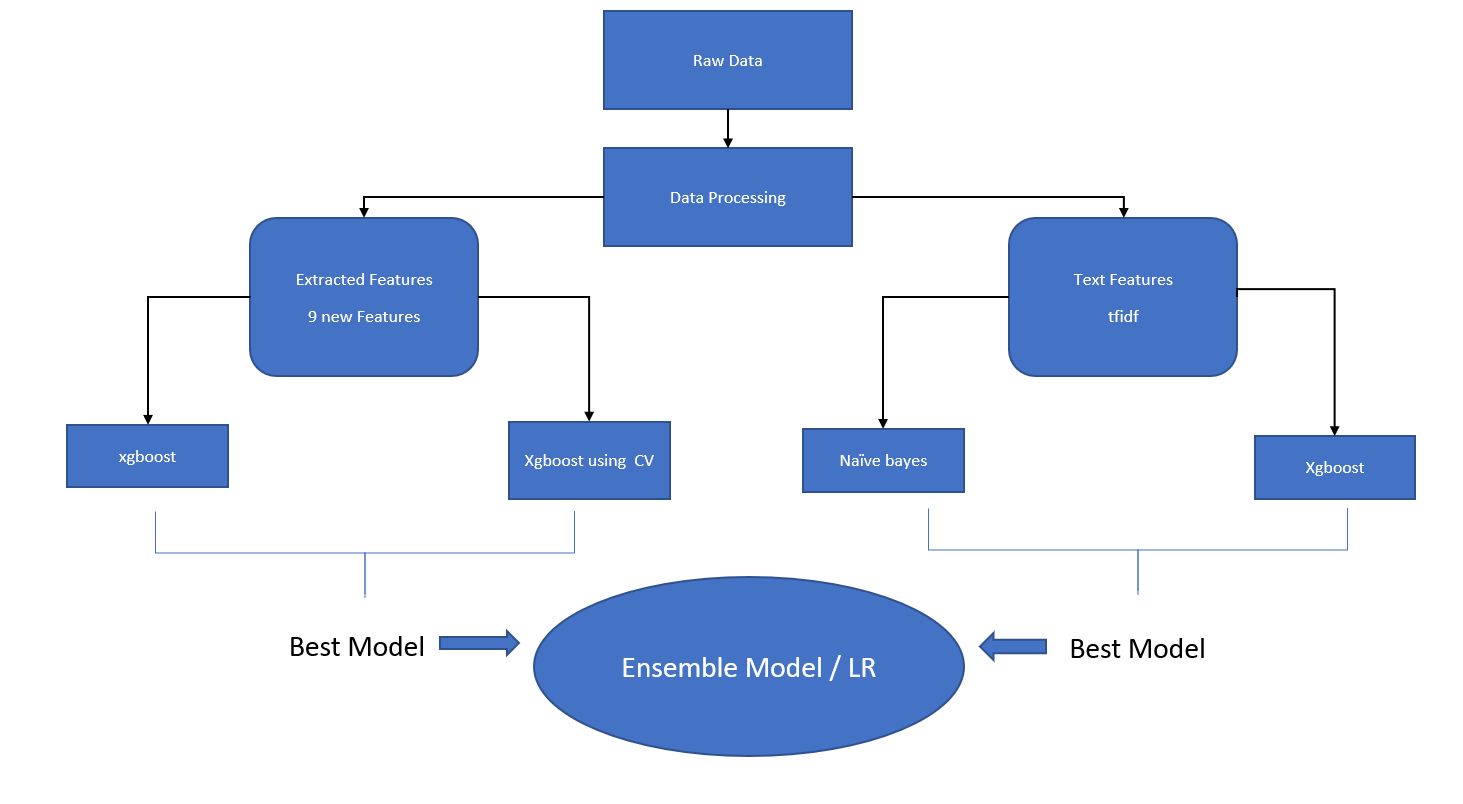 Raw Data
Data Processing
Extracted Features
9 new Features
Text Features
tfidf
xgboost
Xgboost using  CV
Naïve bayes
Xgboost
Best Model
Ensemble Model / LR
Best Model